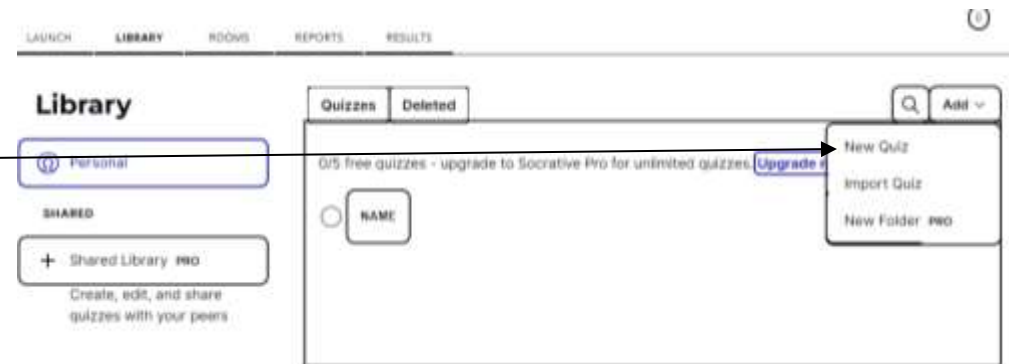 LAUNCH LIBRARY ROOMS REPORTS RESULTS
Library
Quizzes Deleted Add
Personal
0/5 free quizzes - upgrade to Socrative Pro for unlimited quizzes. Upgrade
New Quiz
Import Quiz
New Folder PRO
SHARED
NAME
+ Shared Library PRO
Create, edit, and share
quizzes with your peers